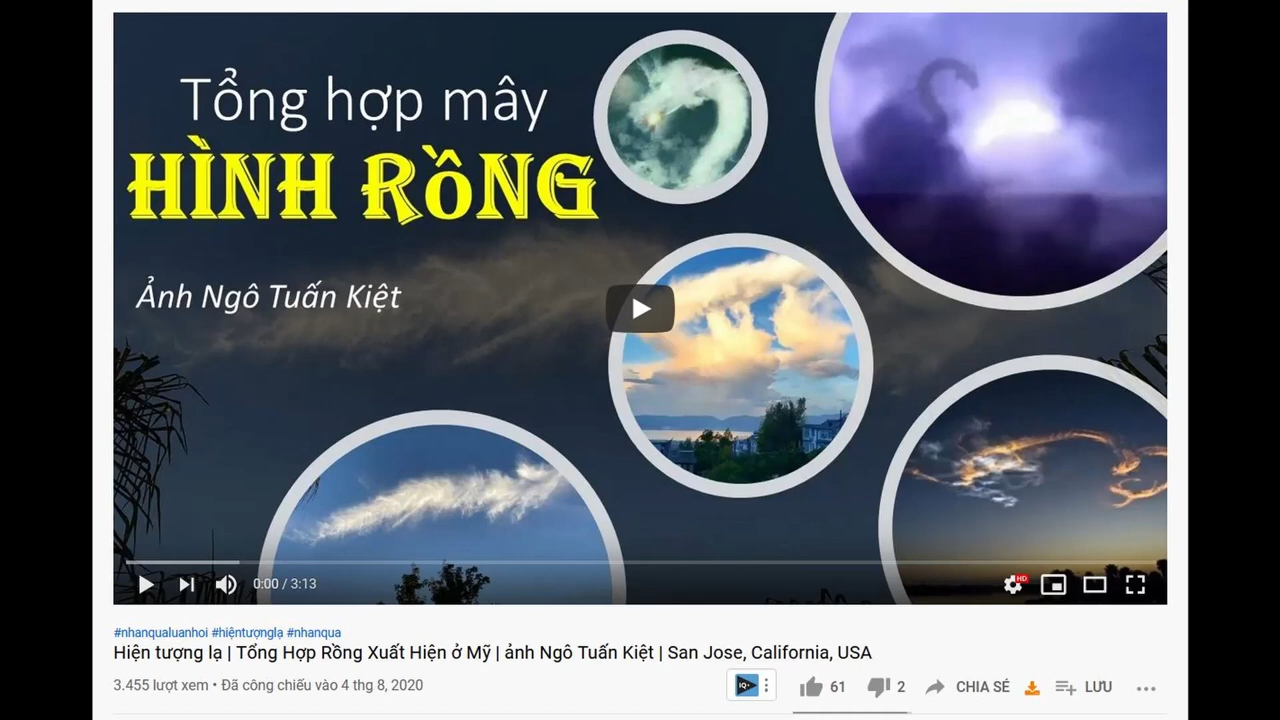 Tổng hợp mây
HÌNH RỒNG
Ảnh Ngô Tuấn Kiệt
0:00 / 3:13
HD
#nhanqualuanhoi #hiệntượnglạ #nhanqua
Hiện tượng lạ | Tổng Hợp Rồng Xuất Hiện ở Mỹ | ảnh Ngô Tuấn Kiệt | San Jose, California, USA
3.455 lượt xem • Đã công chiếu vào 4 thg 8, 2020
IQ+
61
2
CHIA SẺ
LƯU